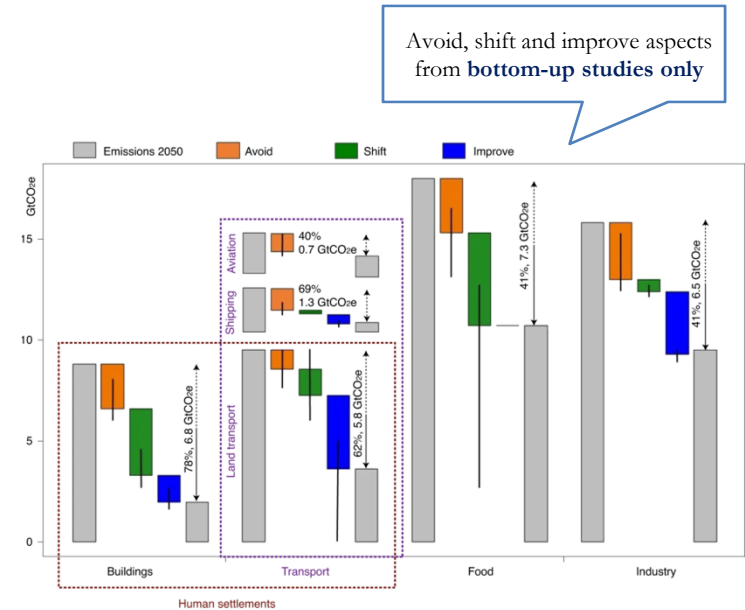 Avoid, shift and improve aspects
from bottom-up studies only
Emissions 2050
Avoid
Shift
Improve
GtCO2e
15
10
5
0
Aviation
40%
0.7 GtCO2e
Shipping
69%
1.3 GtCO2e
Land transport
78%, 6.8 GtCO2e
62%, 5.8 GtCO2e
41%, 7.3 GtCO2e
41%, 6.5 GtCO2e
Buildings
Transport
Food
Industry
Human settlements